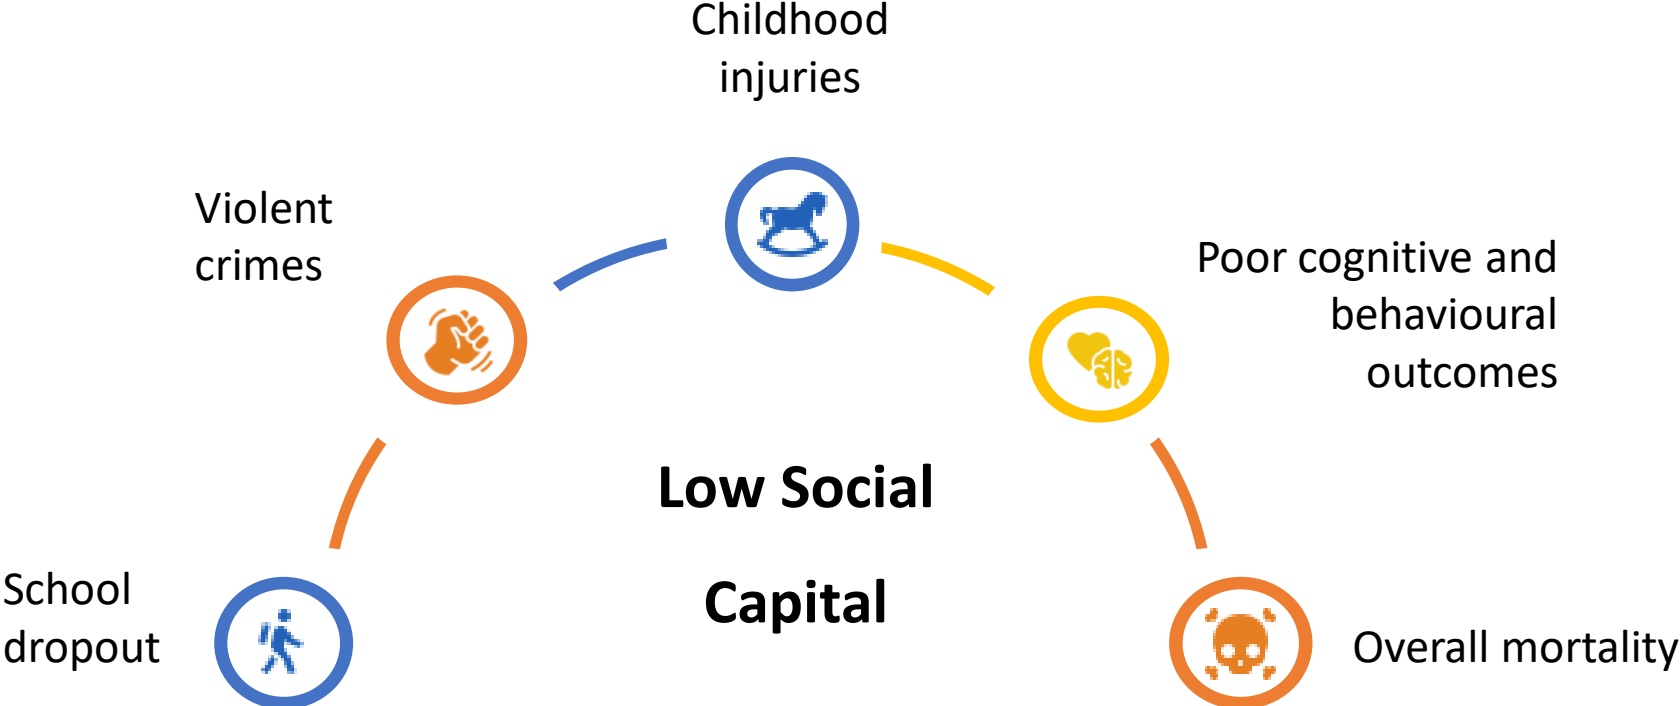 Childhood
injuries
Violent
crimes
Poor cognitive and
behavioural
outcomes
Low Social
Capital
School
dropout
Overall mortality